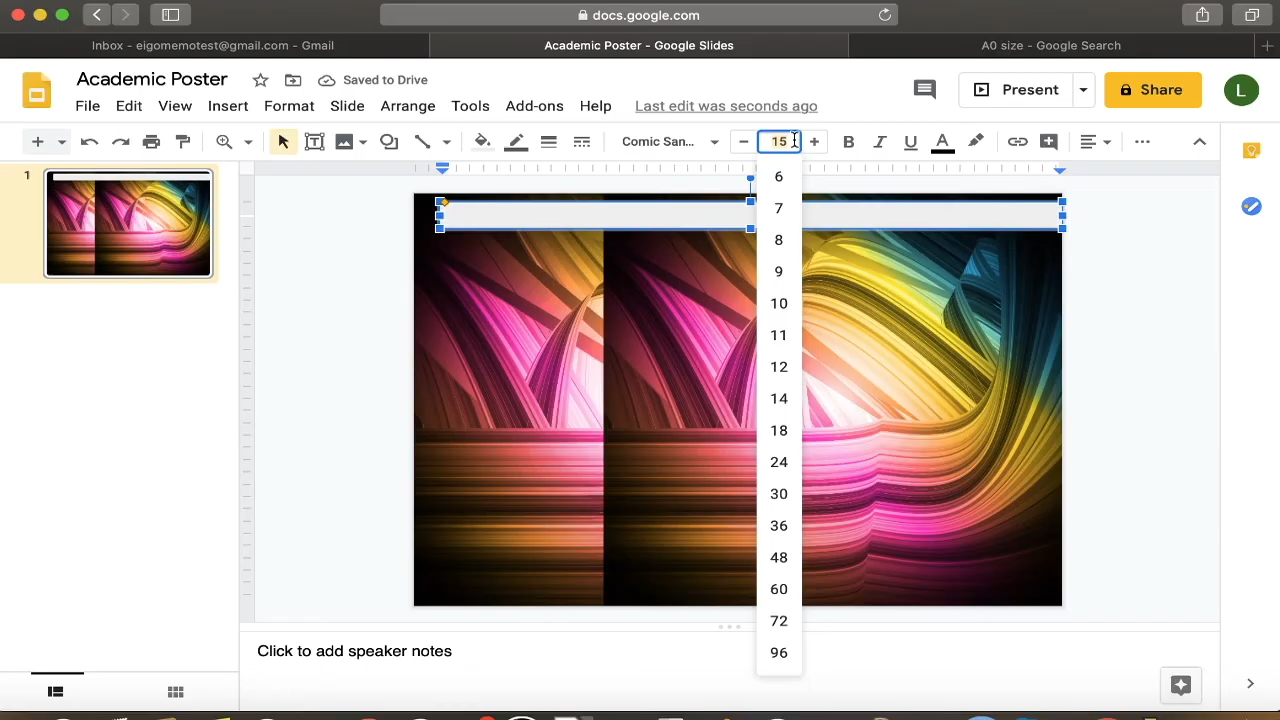 docs.google.com
Inbox - eigomemotest@gmail.com - Gmail
Academic Poster - Google Slides
A0 size - Google Search
Academic Poster
Saved to Drive
File Edit View Insert Format Slide Arrange Tools Add-ons Help Last edit was seconds ago
Present
Share
L
Comic San...
15
B I U A
1
6
7
8
9
10
11
12
14
18
24
30
36
48
60
72
96
Click to add speaker notes